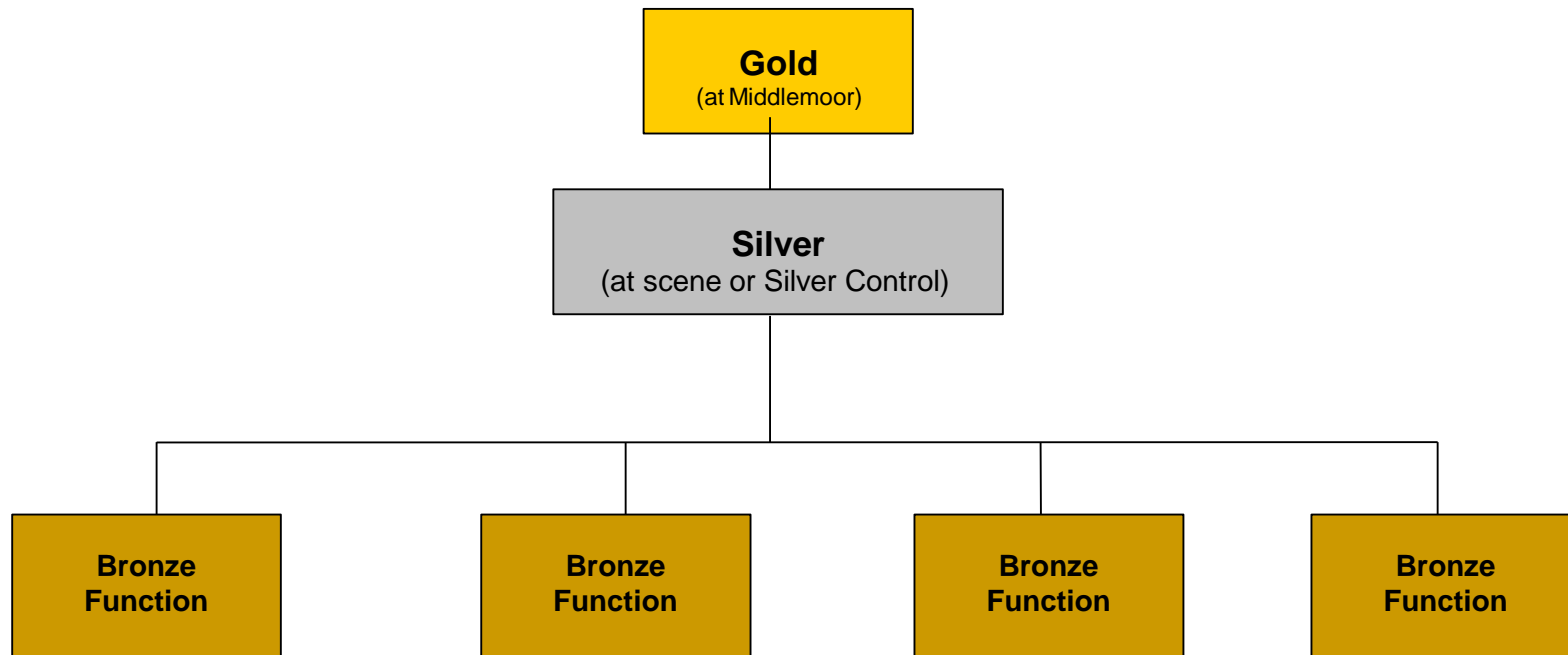 Gold
(at Middlemoor)
Silver
(at scene or Silver Control)
Bronze
Function
Bronze
Function
Bronze
Function
Bronze
Function